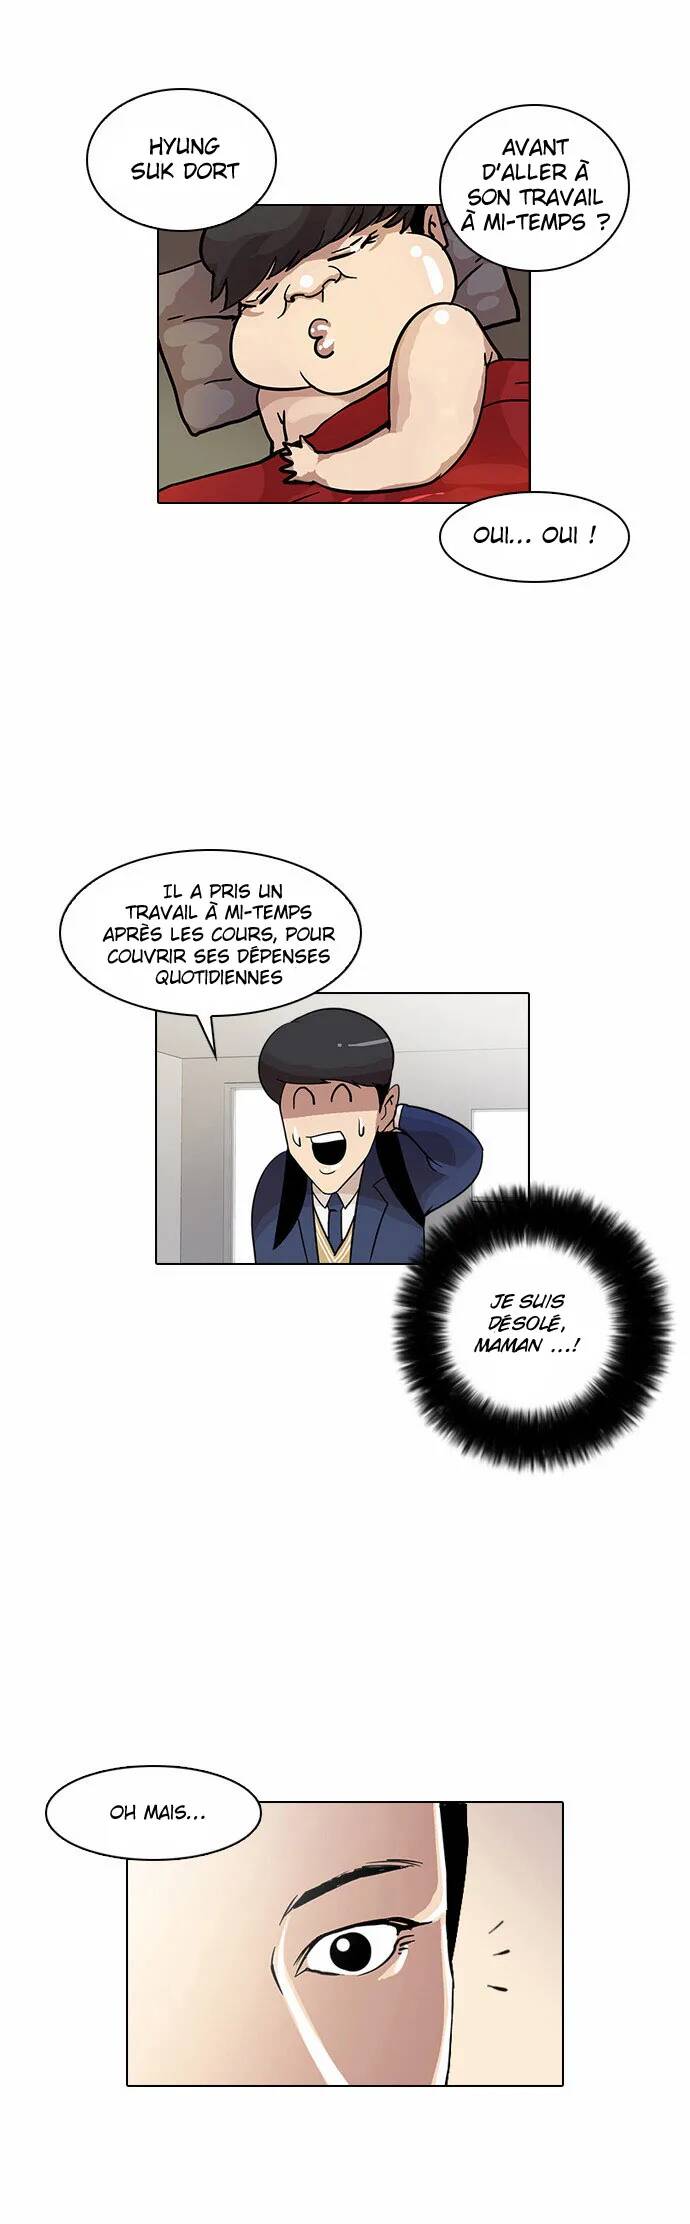 HYUNG
SUK DORT
AVANT
D'ALLER À
SON TRAVAIL
À MI-TEMPS ?
OUI... OUI !
IL A PRIS UN
TRAVAIL À MI-TEMPS
APRÈS LES COURS, POUR
COUVRIR SES DÉPENSES
QUOTIDIENNES
JE SUIS
DÉSOLÉ,
MAMAN ...!
OH MAIS...